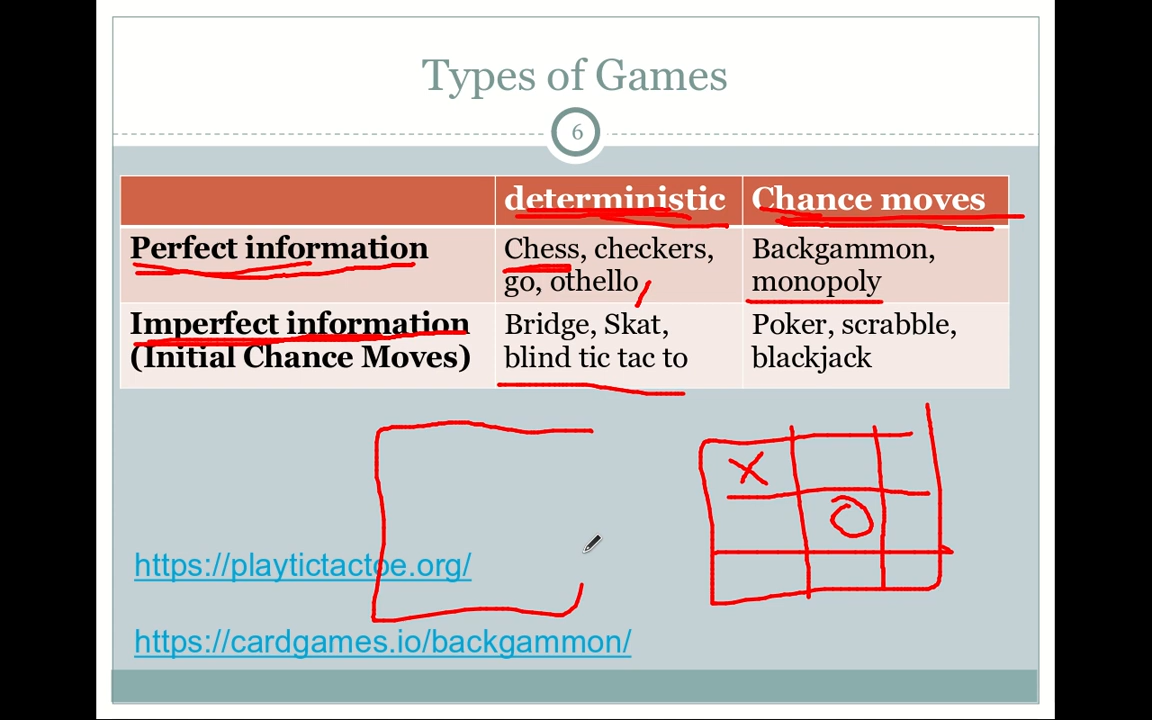 Types of Games
6
deterministic
Chance moves
Perfect information
Chess, checkers,
go, othello
Backgammon,
monopoly
Imperfect information
(Initial Chance Moves)
Bridge, Skat,
blind tic tac to
Poker, scrabble,
blackjack
X
O
https://playtictactoe.org/
https://cardgames.io/backgammon/